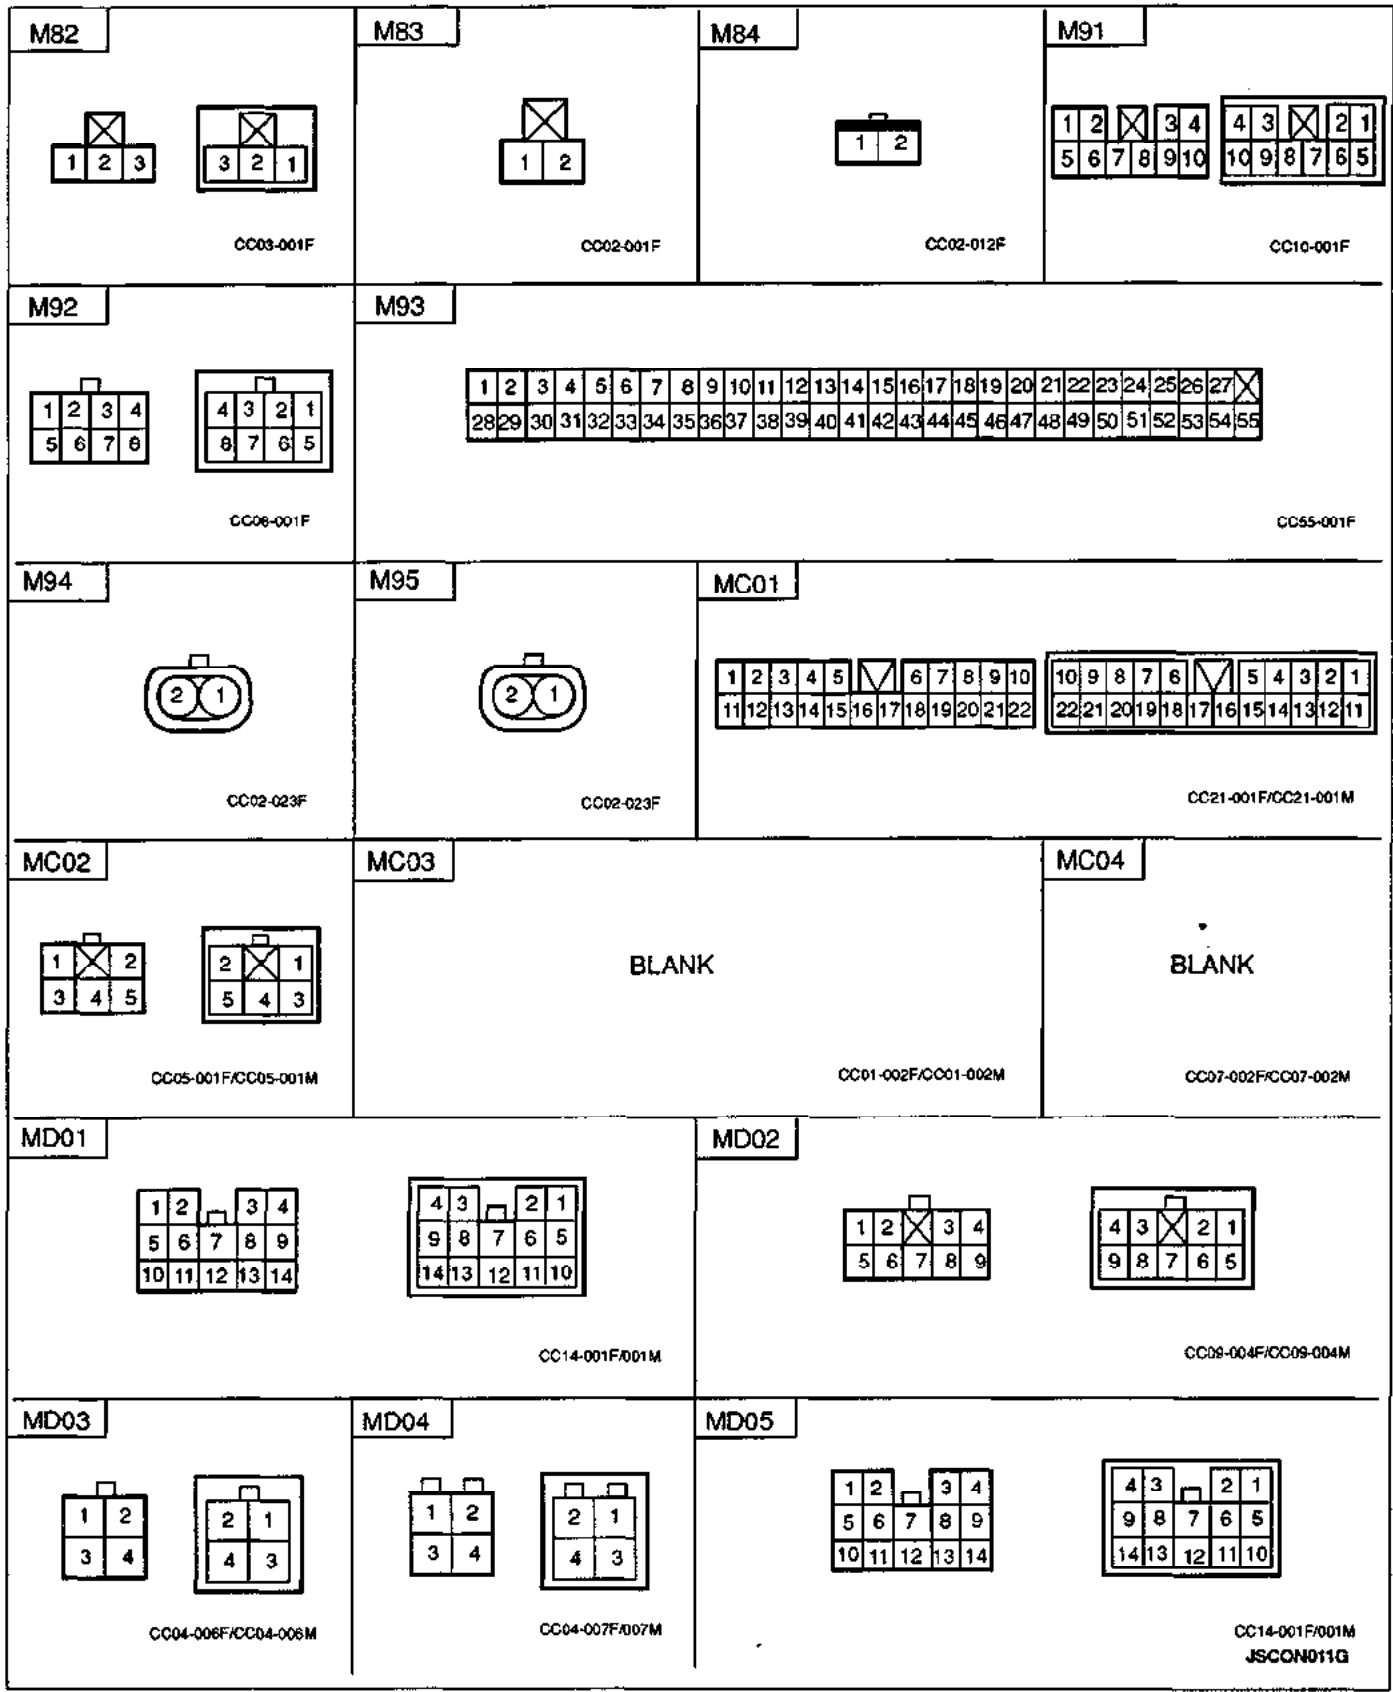 M82
M83
M84
M91
1 2 3
3 2 1
1 2
1 2
1 2 3 4
5 6 7 8 9 10
4 3 2 1
10 9 8 7 6 5
CC03-001F
CC02-001F
CC02-012F
CC10-001F
M92
M93
1 2 3 4
5 6 7 8
4 3 2 1
8 7 6 5
1 2 3 4 5 6 7 8 9 10 11 12 13 14 15 16 17 18 19 20 21 22 23 24 25 26 27
28 29 30 31 32 33 34 35 36 37 38 39 40 41 42 43 44 45 46 47 48 49 50 51 52 53 54 55
CC08-001F
CC55-001F
M94
M95
MC01
2 1
2 1
1 2 3 4 5 6 7 8 9 10
11 12 13 14 15 16 17 18 19 20 21 22
10 9 8 7 6 5 4 3 2 1
22 21 20 19 18 17 16 15 14 13 12 11
CC02-023F
CC02-023F
CC21-001F/CC21-001M
MC02
MC03
MC04
1 2
3 4 5
2 1
5 4 3
BLANK
BLANK
CC05-001F/CC05-001M
CC01-002F/CC01-002M
CC07-002F/CC07-002M
MD01
MD02
1 2 3 4
5 6 7 8 9
10 11 12 13 14
4 3 2 1
9 8 7 6 5
14 13 12 11 10
1 2 3 4
5 6 7 8 9
4 3 2 1
9 8 7 6 5
CC14-001F/001M
CC09-004F/CC09-004M
MD03
MD04
MD05
1 2
3 4
2 1
4 3
1 2
3 4
2 1
4 3
1 2 3 4
5 6 7 8 9
10 11 12 13 14
4 3 2 1
9 8 7 6 5
14 13 12 11 10
CC04-006F/CC04-006M
CC04-007F/007M
CC14-001F/001M
JSCON011G